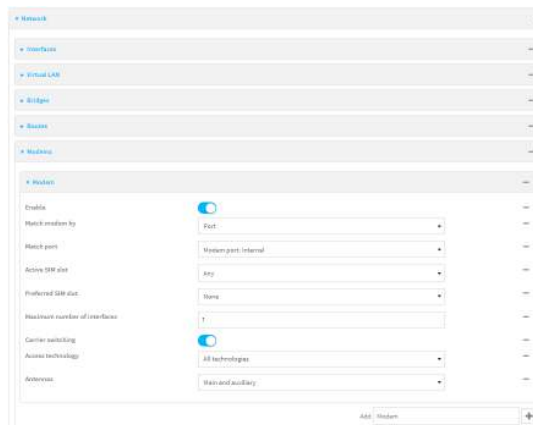 Network
Interfaces
Virtual LAN
Bridges
Routes
Modems
Modem
Enable
Match modem by
Port
Match port
Modem port: Internal
Active SIM slot
Any
Preferred SIM slot
None
Maximum number of interfaces
1
Carrier switching
Access technology
All technologies
Antennas
Main and auxiliary
Add Modem